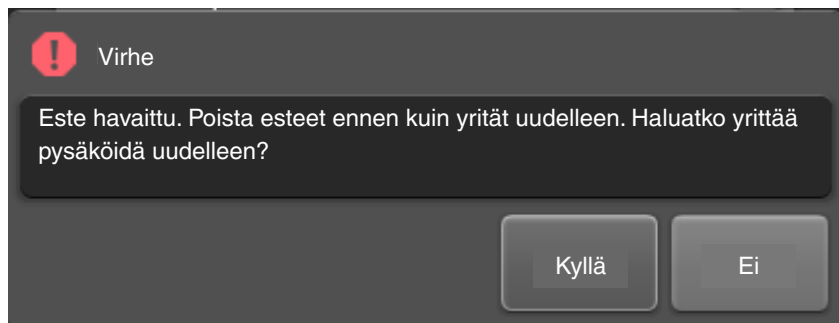 Virhe
Este havaittu. Poista esteet ennen kuin yrität uudelleen. Haluatko yrittää
pysäköidä uudelleen?
Kyllä
Ei